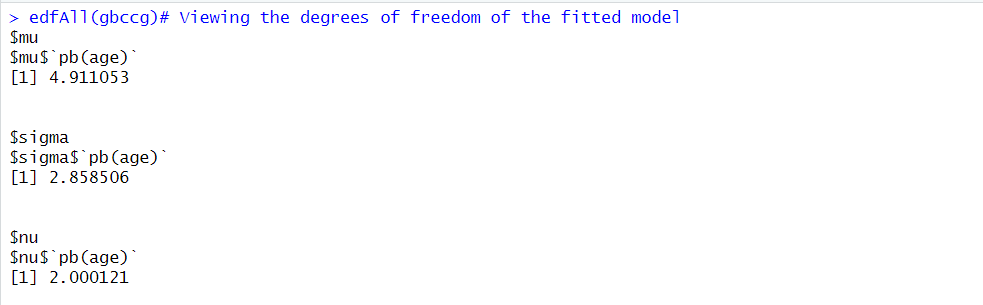 > edfAll(gbccg)# Viewing the degrees of freedom of the fitted model
$mu
$mu$`pb(age)`
[1] 4.911053
$sigma
$sigma$`pb(age)`
[1] 2.858506
$nu
$nu$`pb(age)`
[1] 2.000121